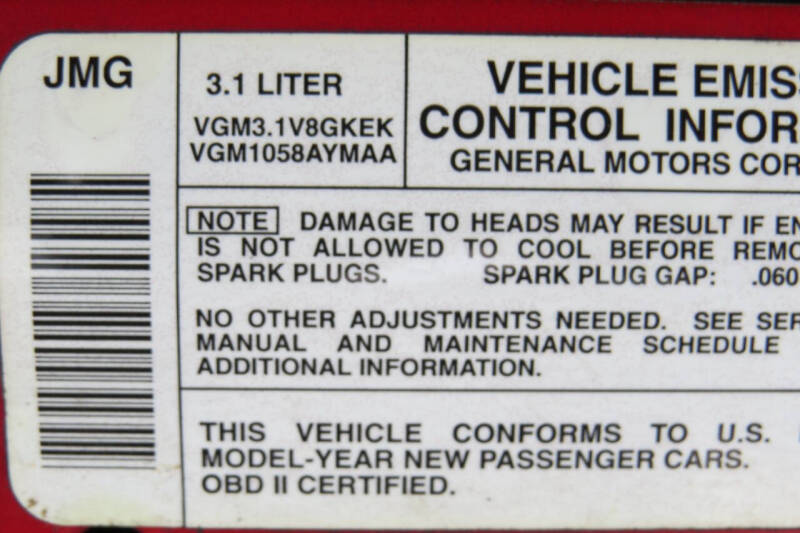 JMG
3.1 LITER
VGM3.1V8GKEK
VGM1058AYMAA
VEHICLE EMIS
CONTROL INFOR
GENERAL MOTORS COR
NOTE DAMAGE TO HEADS MAY RESULT IF EN
IS NOT ALLOWED TO COOL BEFORE REMO
SPARK PLUGS. SPARK PLUG GAP: .060
NO OTHER ADJUSTMENTS NEEDED. SEE SER
MANUAL AND MAINTENANCE SCHEDULE
ADDITIONAL INFORMATION.
THIS VEHICLE CONFORMS TO U.S.
MODEL-YEAR NEW PASSENGER CARS.
OBD II CERTIFIED.